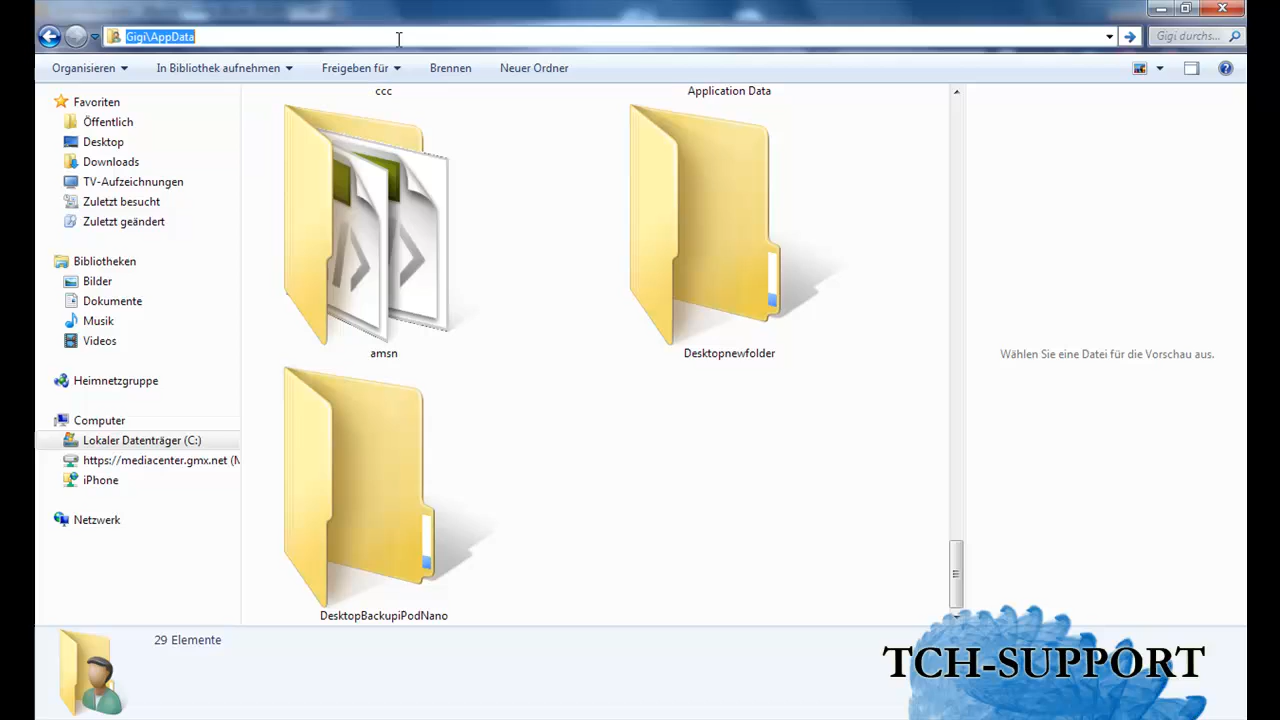 Gigi\AppData
Gigi durchs...
Organisieren
In Bibliothek aufnehmen
Freigeben für
Brennen
Neuer Ordner
Favoriten
Öffentlich
Desktop
Downloads
TV-Aufzeichnungen
Zuletzt besucht
Zuletzt geändert
Bibliotheken
Bilder
Dokumente
Musik
Videos
Heimnetzgruppe
Computer
Lokaler Datenträger (C:)
https://mediacenter.gmx.net (M
iPhone
Netzwerk
ccc
Application Data
amsn
Desktopnewfolder
DesktopBackupiPodNano
Wählen Sie eine Datei für die Vorschau aus.
29 Elemente
TCH-SUPPORT